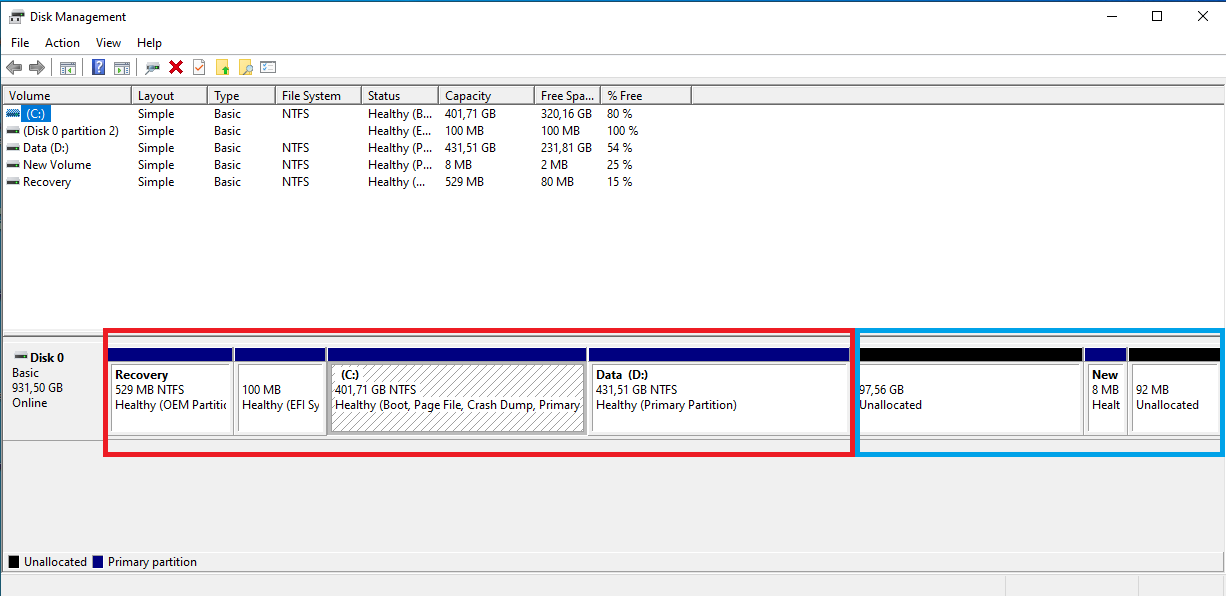 Disk Management
File Action View Help
Volume Layout Type File System Status Capacity Free Spa... % Free
(C:) Simple Basic NTFS Healthy (B... 401,71 GB 320,16 GB 80 %
(Disk 0 partition 2) Simple Basic Healthy (E... 100 MB 100 MB 100 %
Data (D:) Simple Basic NTFS Healthy (P... 431,51 GB 231,81 GB 54 %
New Volume Simple Basic NTFS Healthy (P... 8 MB 2 MB 25 %
Recovery Simple Basic NTFS Healthy (... 529 MB 80 MB 15 %
Disk 0
Basic
931,50 GB
Online
Recovery
529 MB NTFS
Healthy (OEM Partitic
100 MB
Healthy (EFI Sy
(C:)
401,71 GB NTFS
Healthy (Boot, Page File, Crash Dump, Primary
Data (D:)
431,51 GB NTFS
Healthy (Primary Partition)
97,56 GB
Unallocated
New
8 MB
Healt
92 MB
Unallocated
Unallocated Primary partition